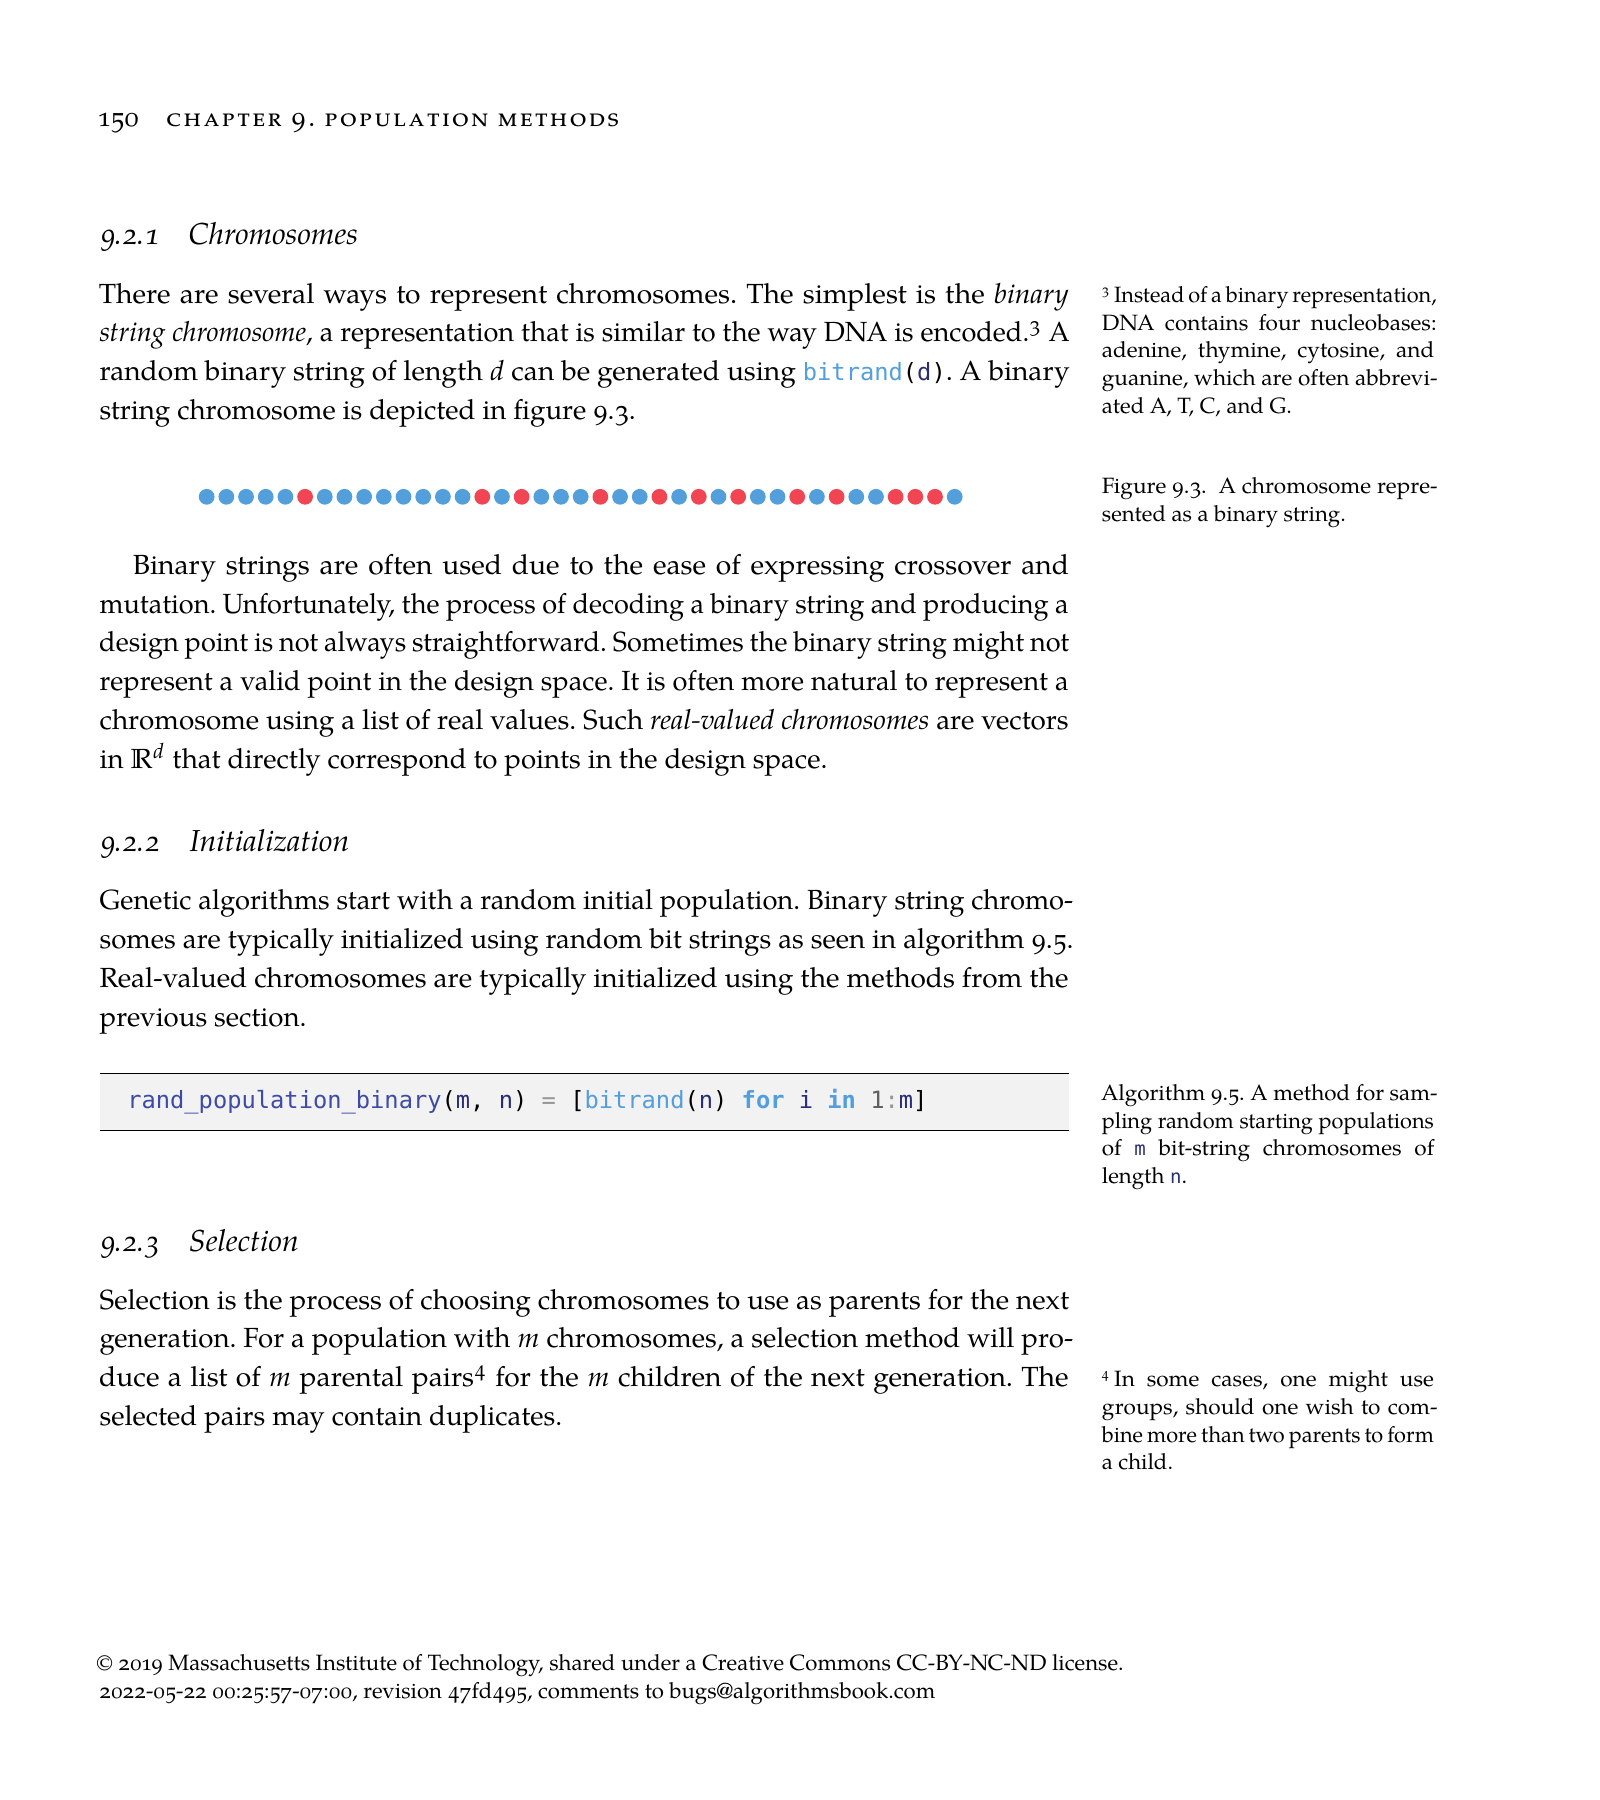 150 CHAPTER 9. POPULATION METHODS
9.2.1 Chromosomes
There are several ways to represent chromosomes. The simplest is the binary
string chromosome, a representation that is similar to the way DNA is encoded.³ A
random binary string of length d can be generated using bitrand(d). A binary
string chromosome is depicted in figure 9.3.
³ Instead of a binary representation,
DNA contains four nucleobases:
adenine, thymine, cytosine, and
guanine, which are often abbrevi-
ated A, T, C, and G.
Figure 9.3. A chromosome repre-
sented as a binary string.
Binary strings are often used due to the ease of expressing crossover and
mutation. Unfortunately, the process of decoding a binary string and producing a
design point is not always straightforward. Sometimes the binary string might not
represent a valid point in the design space. It is often more natural to represent a
chromosome using a list of real values. Such real-valued chromosomes are vectors
in ℝᵈ that directly correspond to points in the design space.
9.2.2 Initialization
Genetic algorithms start with a random initial population. Binary string chromo-
somes are typically initialized using random bit strings as seen in algorithm 9.5.
Real-valued chromosomes are typically initialized using the methods from the
previous section.
rand_population_binary(m, n) = [bitrand(n) for i in 1:m]
Algorithm 9.5. A method for sam-
pling random starting populations
of m bit-string chromosomes of
length n.
9.2.3 Selection
Selection is the process of choosing chromosomes to use as parents for the next
generation. For a population with m chromosomes, a selection method will pro-
duce a list of m parental pairs⁴ for the m children of the next generation. The
selected pairs may contain duplicates.
⁴ In some cases, one might use
groups, should one wish to com-
bine more than two parents to form
a child.
© 2019 Massachusetts Institute of Technology, shared under a Creative Commons CC-BY-NC-ND license.
2022-05-22 00:25:57-07:00, revision 47fd495, comments to bugs@algorithmsbook.com